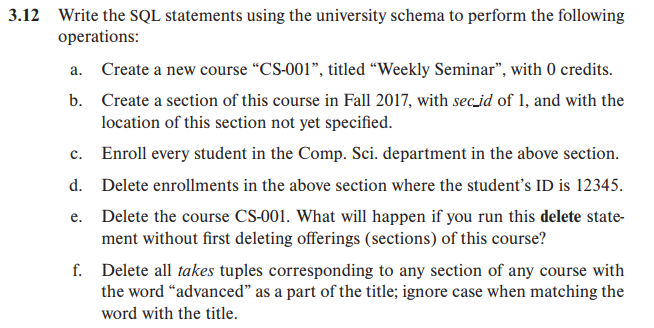 3.12 Write the SQL statements using the university schema to perform the following
operations:
a. Create a new course “CS-001”, titled “Weekly Seminar”, with 0 credits.
b. Create a section of this course in Fall 2017, with sec_id of 1, and with the
location of this section not yet specified.
c. Enroll every student in the Comp. Sci. department in the above section.
d. Delete enrollments in the above section where the student’s ID is 12345.
e. Delete the course CS-001. What will happen if you run this delete state-
ment without first deleting offerings (sections) of this course?
f. Delete all takes tuples corresponding to any section of any course with
the word “advanced” as a part of the title; ignore case when matching the
word with the title.